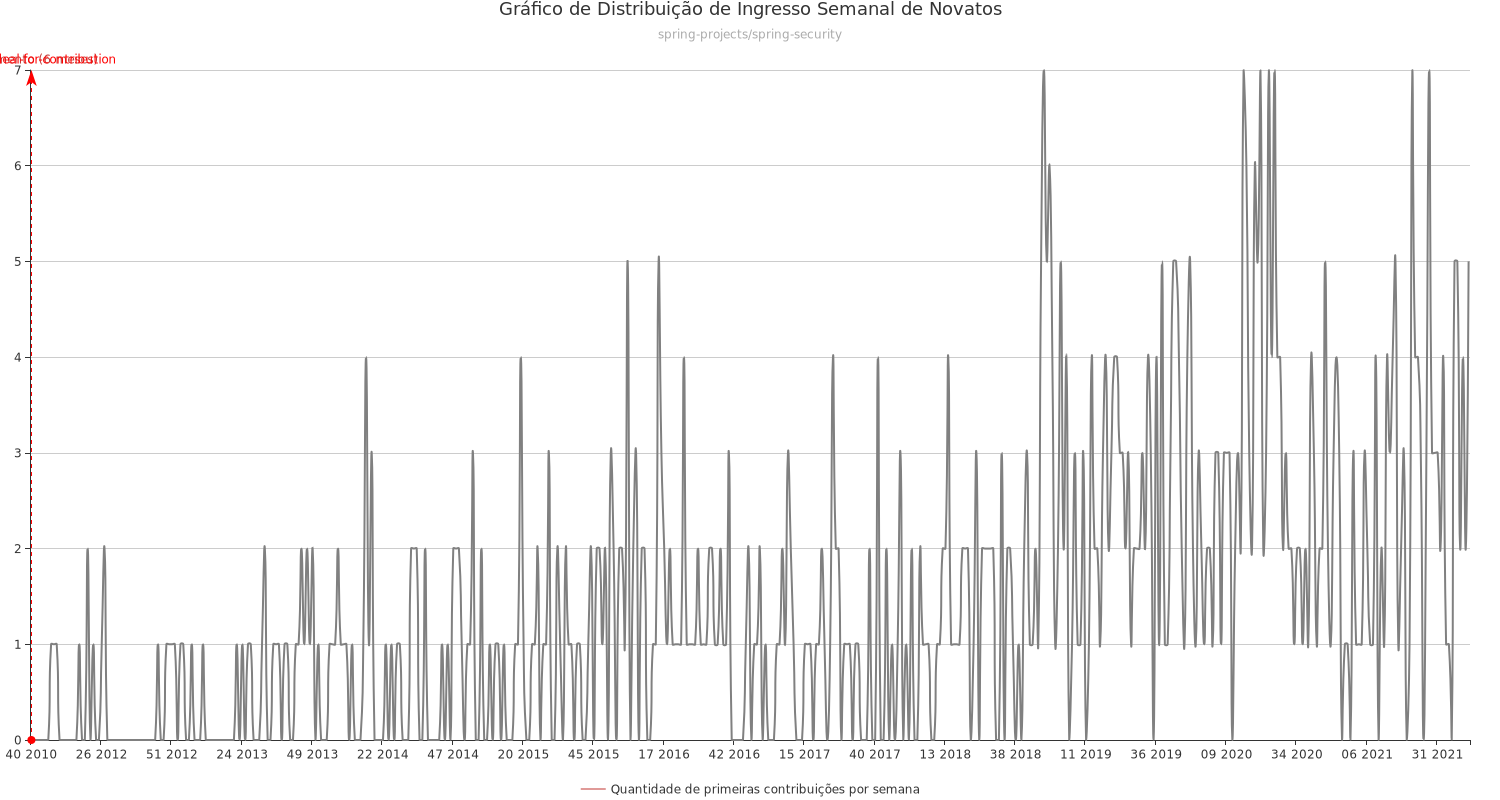 Gráfico de Distribuição de Ingresso Semanal de Novatos
spring-projects/spring-security
contribution
7
6
5
4
3
2
1
0
40 2010 26 2012 51 2012 24 2013 49 2013 22 2014 47 2014 20 2015 45 2015 17 2016 42 2016 15 2017 40 2017 13 2018 38 2018 11 2019 36 2019 09 2020 34 2020 06 2021 31 2021
Quantidade de primeiras contribuições por semana